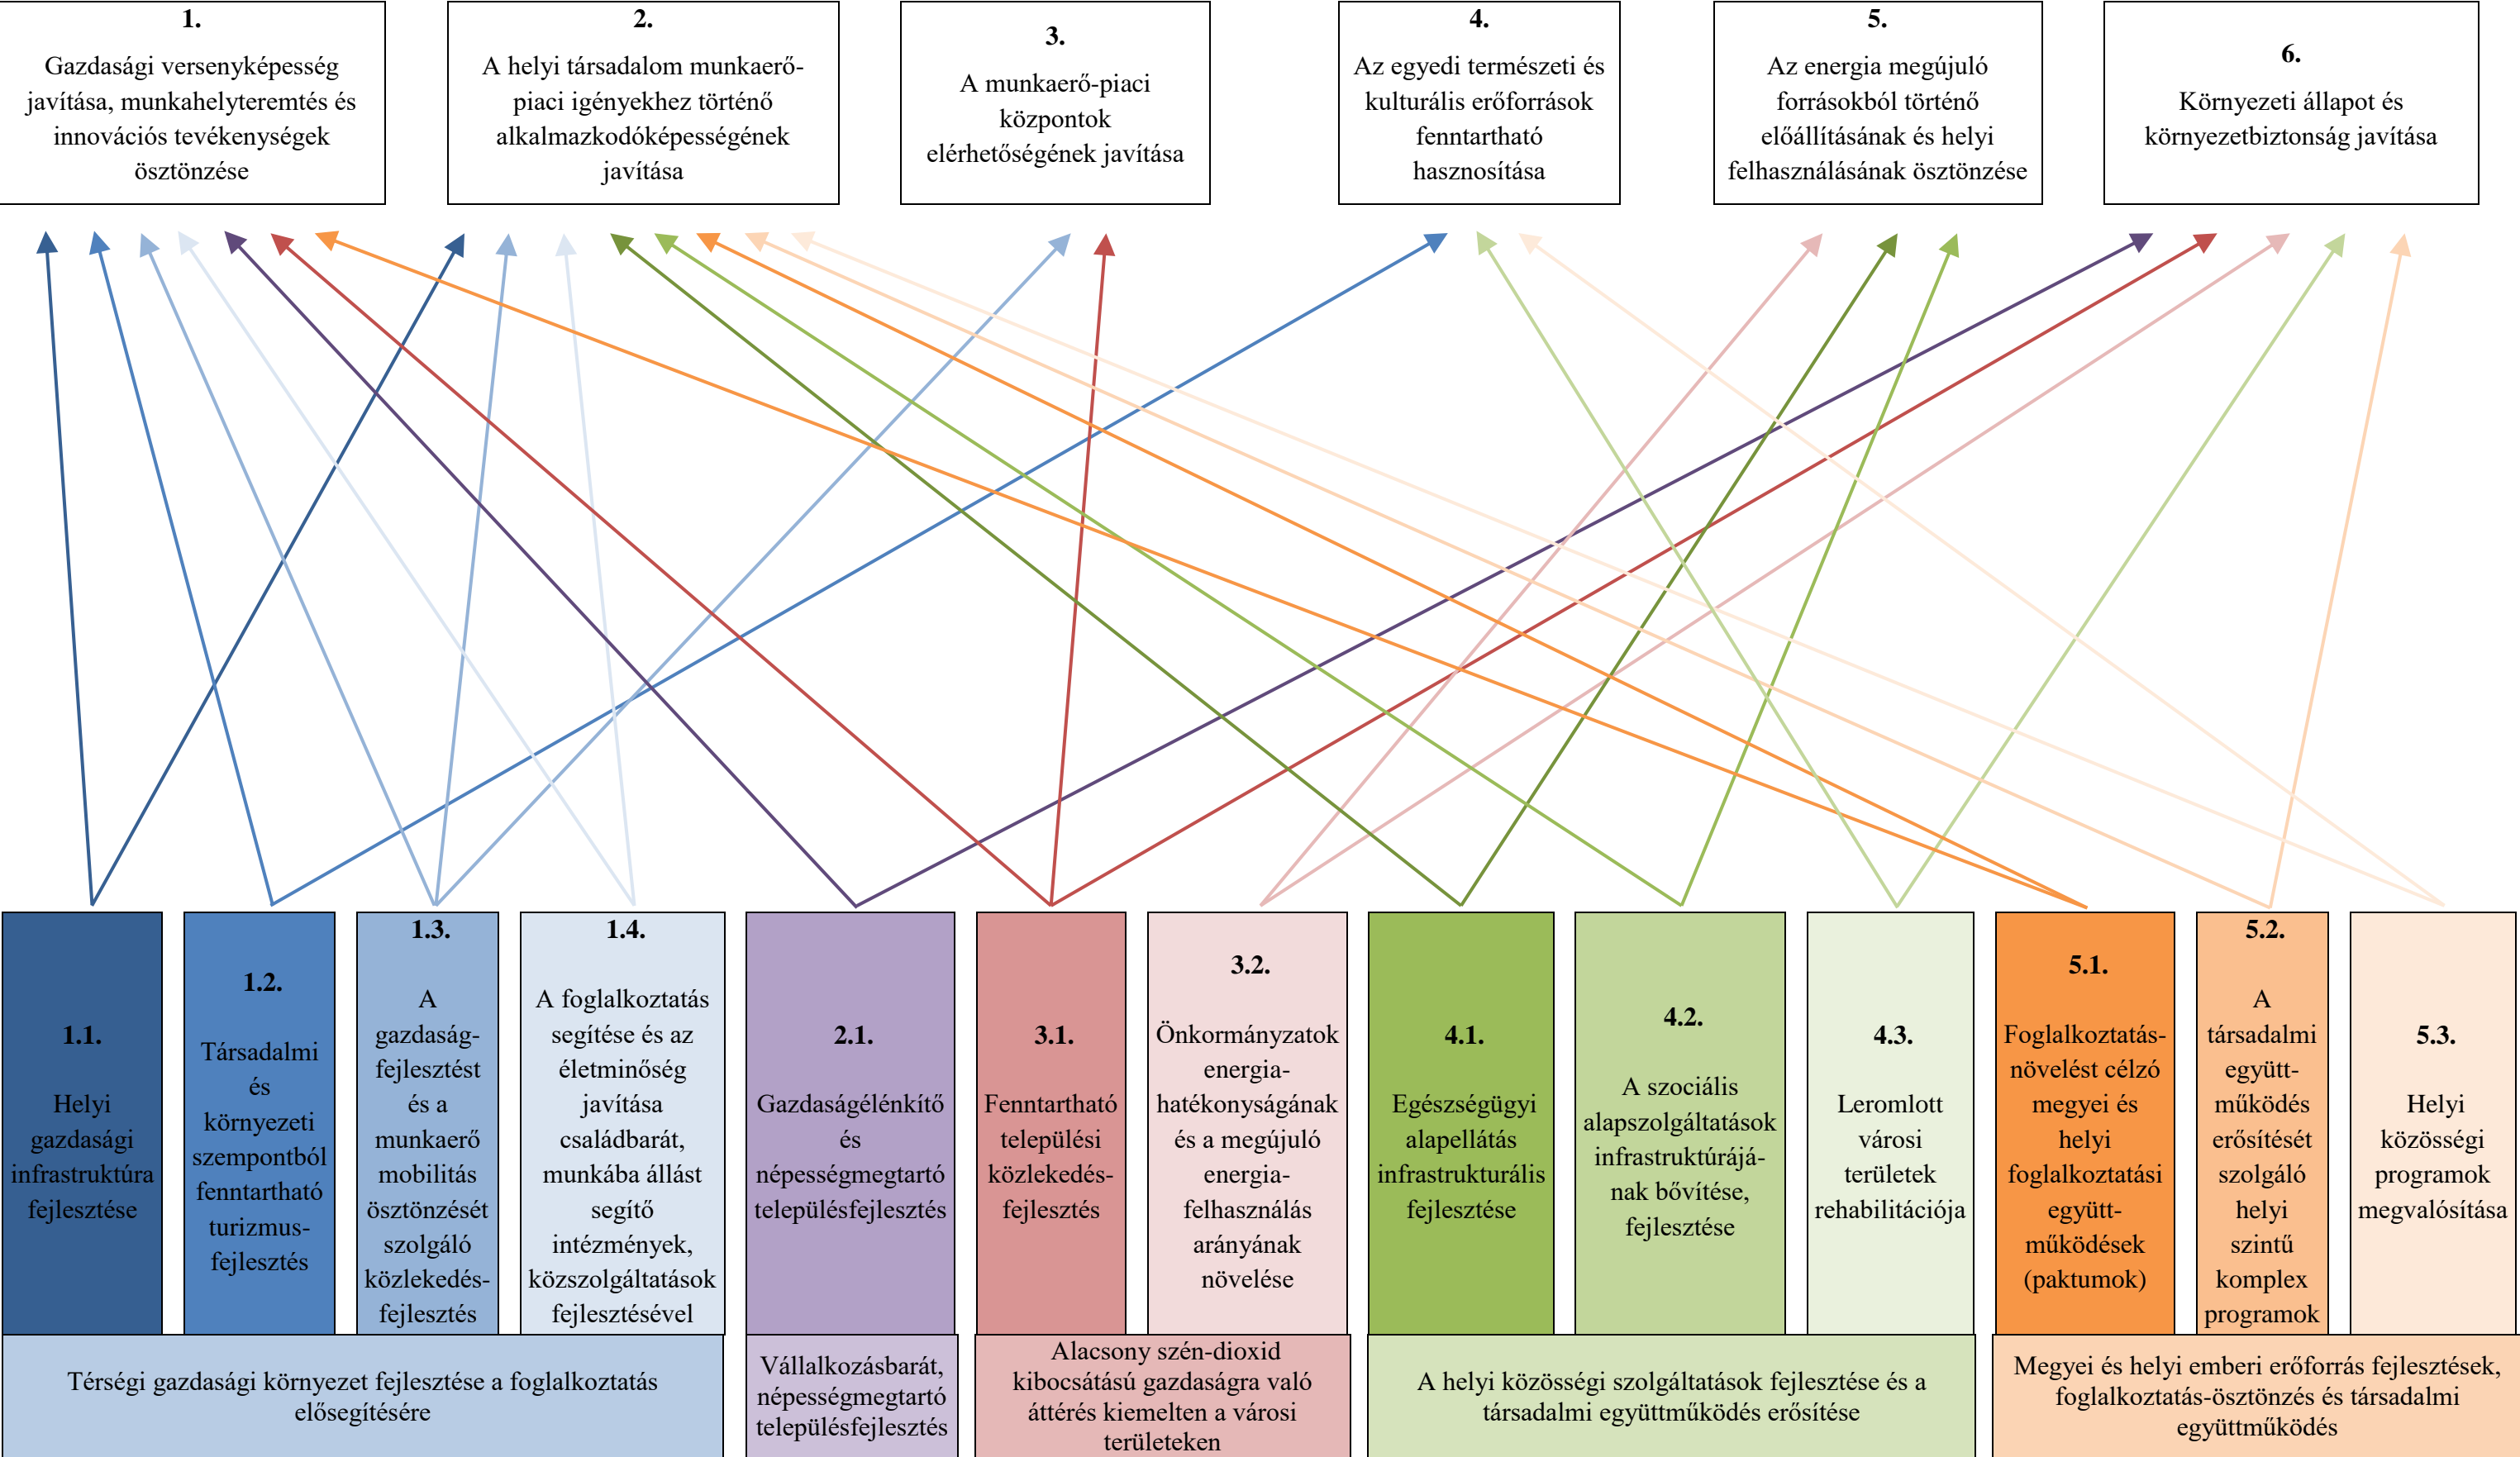 1.
Gazdasági versenyképesség
javítása, munkahelyteremtés és
innovációs tevékenységek
ösztönzése
2.
A helyi társadalom munkaerő-
piaci igényekhez történő
alkalmazkodóképességének
javítása
3.
A munkaerő-piaci
központok
elérhetőségének javítása
4.
Az egyedi természeti és
kulturális erőforrások
fenntartható
hasznosítása
5.
Az energia megújuló
forrásokból történő
előállításának és helyi
felhasználásának ösztönzése
6.
Környezeti állapot és
környezetbiztonság javítása
1.1.
Helyi
gazdasági
infrastruktúra
fejlesztése
1.2.
Társadalmi
és
környezeti
szempontból
fenntartható
turizmus-
fejlesztés
1.3.
A
gazdaság-
fejlesztést
és a
munkaerő
mobilitás
ösztönzését
szolgáló
közlekedés-
fejlesztés
1.4.
A foglalkoztatás
segítése és az
életminőség
javítása
családbarát,
munkába állást
segítő
intézmények,
közszolgáltatások
fejlesztésével
2.1.
Gazdaságélénkítő
és
népességmegtartó
településfejlesztés
3.1.
Fenntartható
települési
közlekedés-
fejlesztés
3.2.
Önkormányzatok
energia-
hatékonyságának
és a megújuló
energia-
felhasználás
arányának
növelése
4.1.
Egészségügyi
alapellátás
infrastrukturális
fejlesztése
4.2.
A szociális
alapszolgáltatások
infrastruktúrájá-
nak bővítése,
fejlesztése
4.3.
Leromlott
városi
területek
rehabilitációja
5.1.
Foglalkoztatás-
növelést célzó
megyei és
helyi
foglalkoztatási
együtt-
működések
(paktumok)
5.2.
A
társadalmi
együtt-
működés
erősítését
szolgáló
helyi
szintű
komplex
programok
5.3.
Helyi
közösségi
programok
megvalósítása
Térségi gazdasági környezet fejlesztése a foglalkoztatás
elősegítésére
Vállalkozásbarát,
népességmegtartó
településfejlesztés
Alacsony szén-dioxid
kibocsátású gazdaságra való
áttérés kiemelten a városi
területeken
A helyi közösségi szolgáltatások fejlesztése és a
társadalmi együttműködés erősítése
Megyei és helyi emberi erőforrás fejlesztések,
foglalkoztatás-ösztönzés és társadalmi
együttműködés